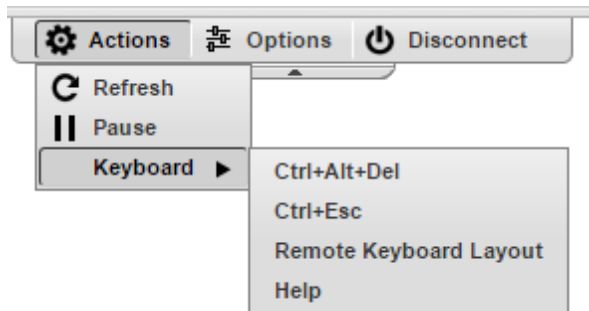 Actions Options Disconnect
Refresh
Pause
Keyboard
Ctrl+Alt+Del
Ctrl+Esc
Remote Keyboard Layout
Help